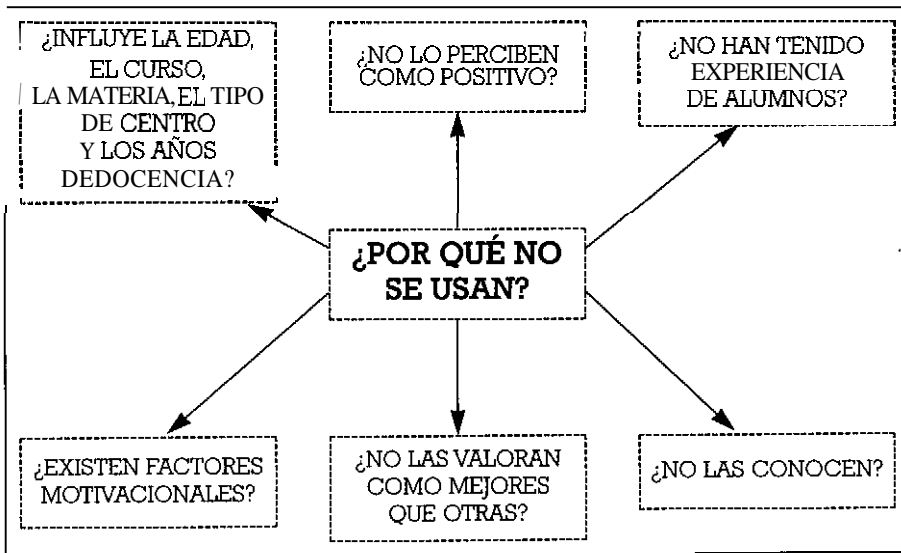 ¿INFLUYE LA EDAD,
EL CURSO,
LA MATERIA, EL TIPO
DE CENTRO
Y LOS AÑOS
DEDOCENCIA?
¿NO LO PERCIBEN
COMO POSITIVO?
¿NO HAN TENIDO
EXPERIENCIA
DE ALUMNOS?
¿POR QUÉ NO
SE USAN?
¿EXISTEN FACTORES
MOTIVACIONALES?
¿NO LAS VALORAN
COMO MEJORES
QUE OTRAS?
¿NO LAS CONOCEN?